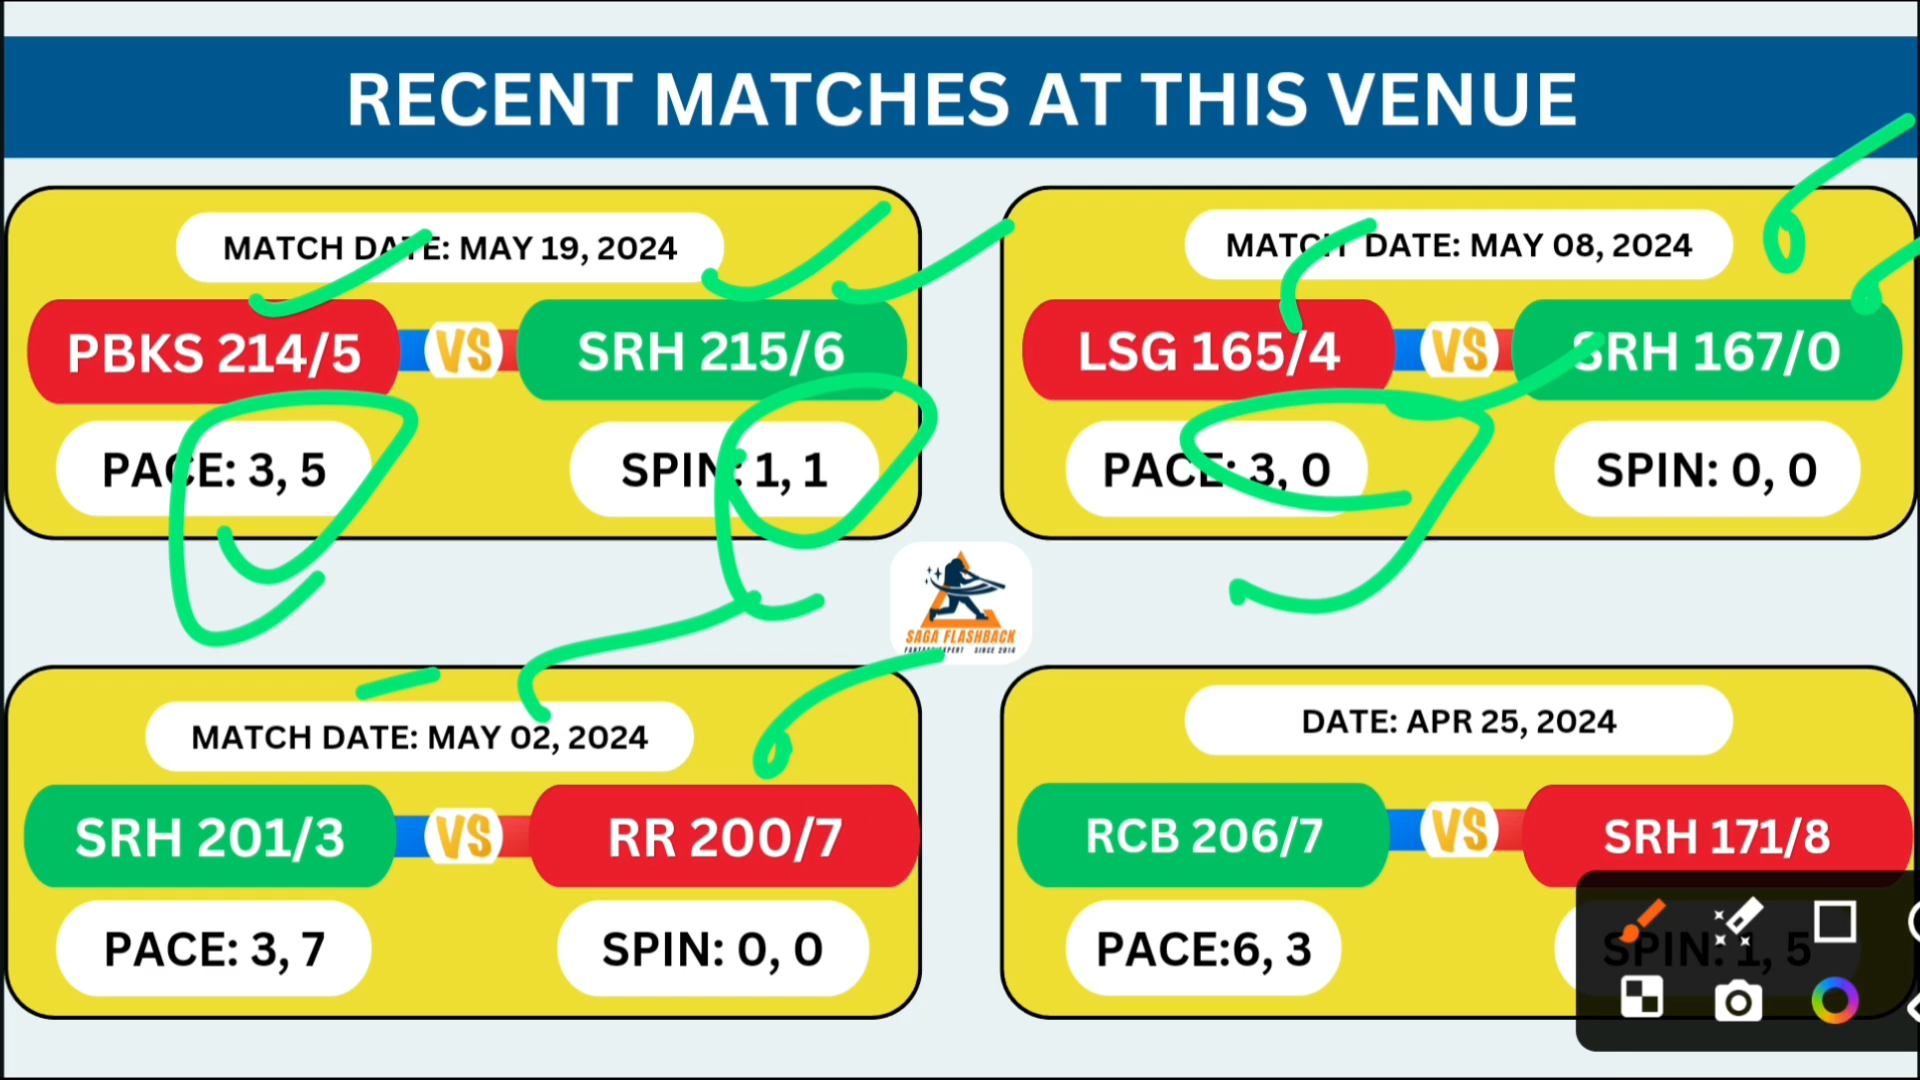 RECENT MATCHES AT THIS VENUE
MATCH DATE: MAY 19, 2024
PBKS 214/5 VS SRH 215/6
PACE: 3, 5
SPIN: 1, 1
MATCH DATE: MAY 08, 2024
LSG 165/4 VS SRH 167/0
PACE: 3, 0
SPIN: 0, 0
SAGA FLASHBACK
FANTASY EXPERT SINCE 2014
MATCH DATE: MAY 02, 2024
SRH 201/3 VS RR 200/7
PACE: 3, 7
SPIN: 0, 0
DATE: APR 25, 2024
RCB 206/7 VS SRH 171/8
PACE:6, 3
SPIN: 1, 5